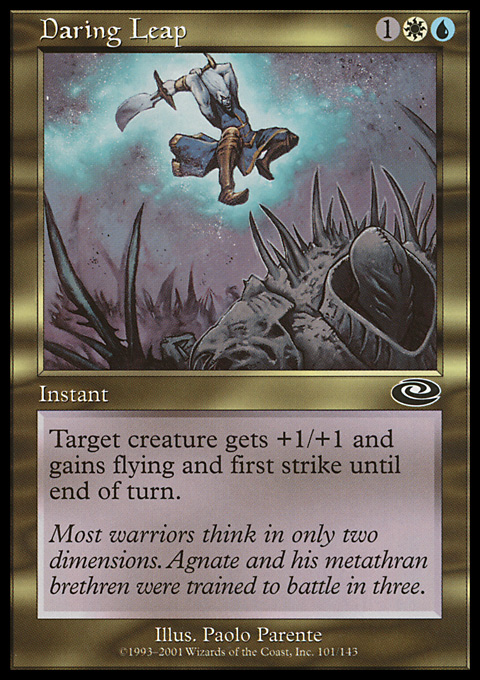 Daring Leap 1
Instant
Target creature gets +1/+1 and
gains flying and first strike until
end of turn.
Most warriors think in only two
dimensions. Agnate and his metathran
brethren were trained to battle in three.
Illus. Paolo Parente
©1993–2001 Wizards of the Coast, Inc. 101/143